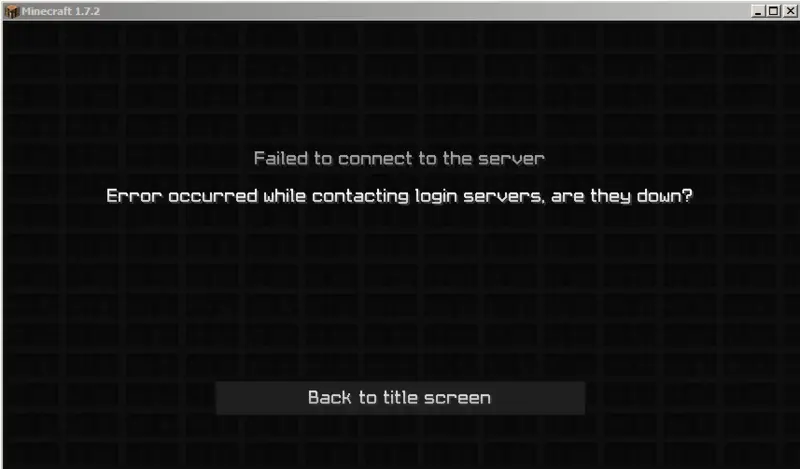 Minecraft 1.7.2
Failed to connect to the server
Error occurred while contacting login servers, are they down?
Back to title screen